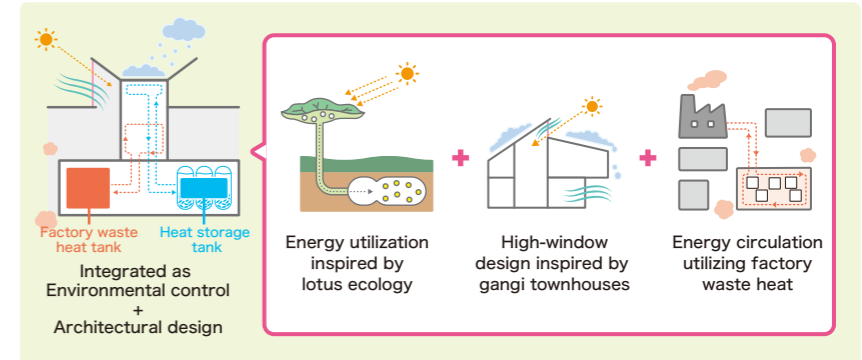 Factory waste
heat tank
Heat storage
tank
Integrated as
Environmental control
+
Architectural design
Energy utilization
inspired by
lotus ecology
+
High-window
design inspired by
gangi townhouses
+
Energy circulation
utilizing factory
waste heat